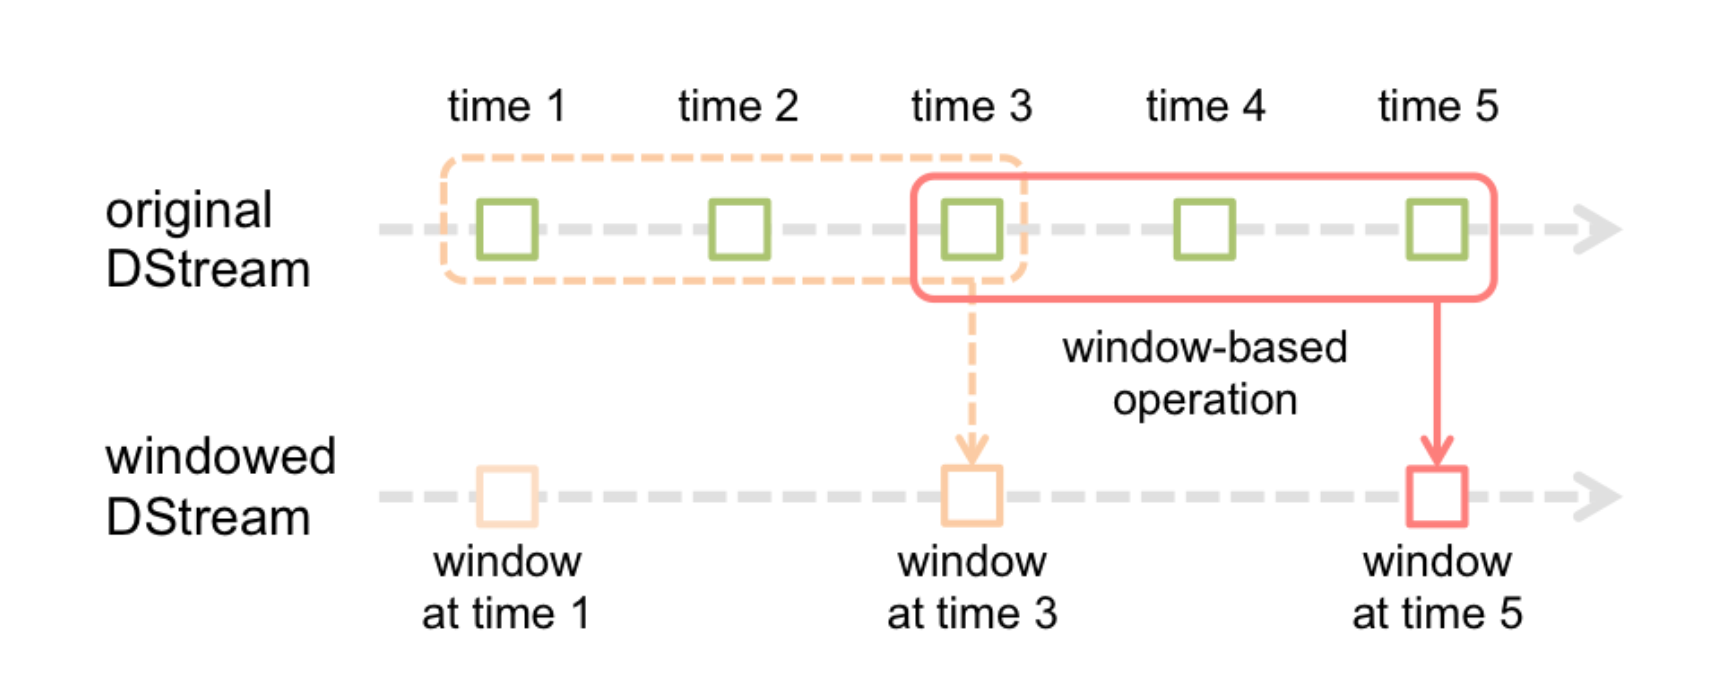 time 1
time 2
time 3
time 4
time 5
original
DStream
window-based
operation
windowed
DStream
window
at time 1
window
at time 3
window
at time 5